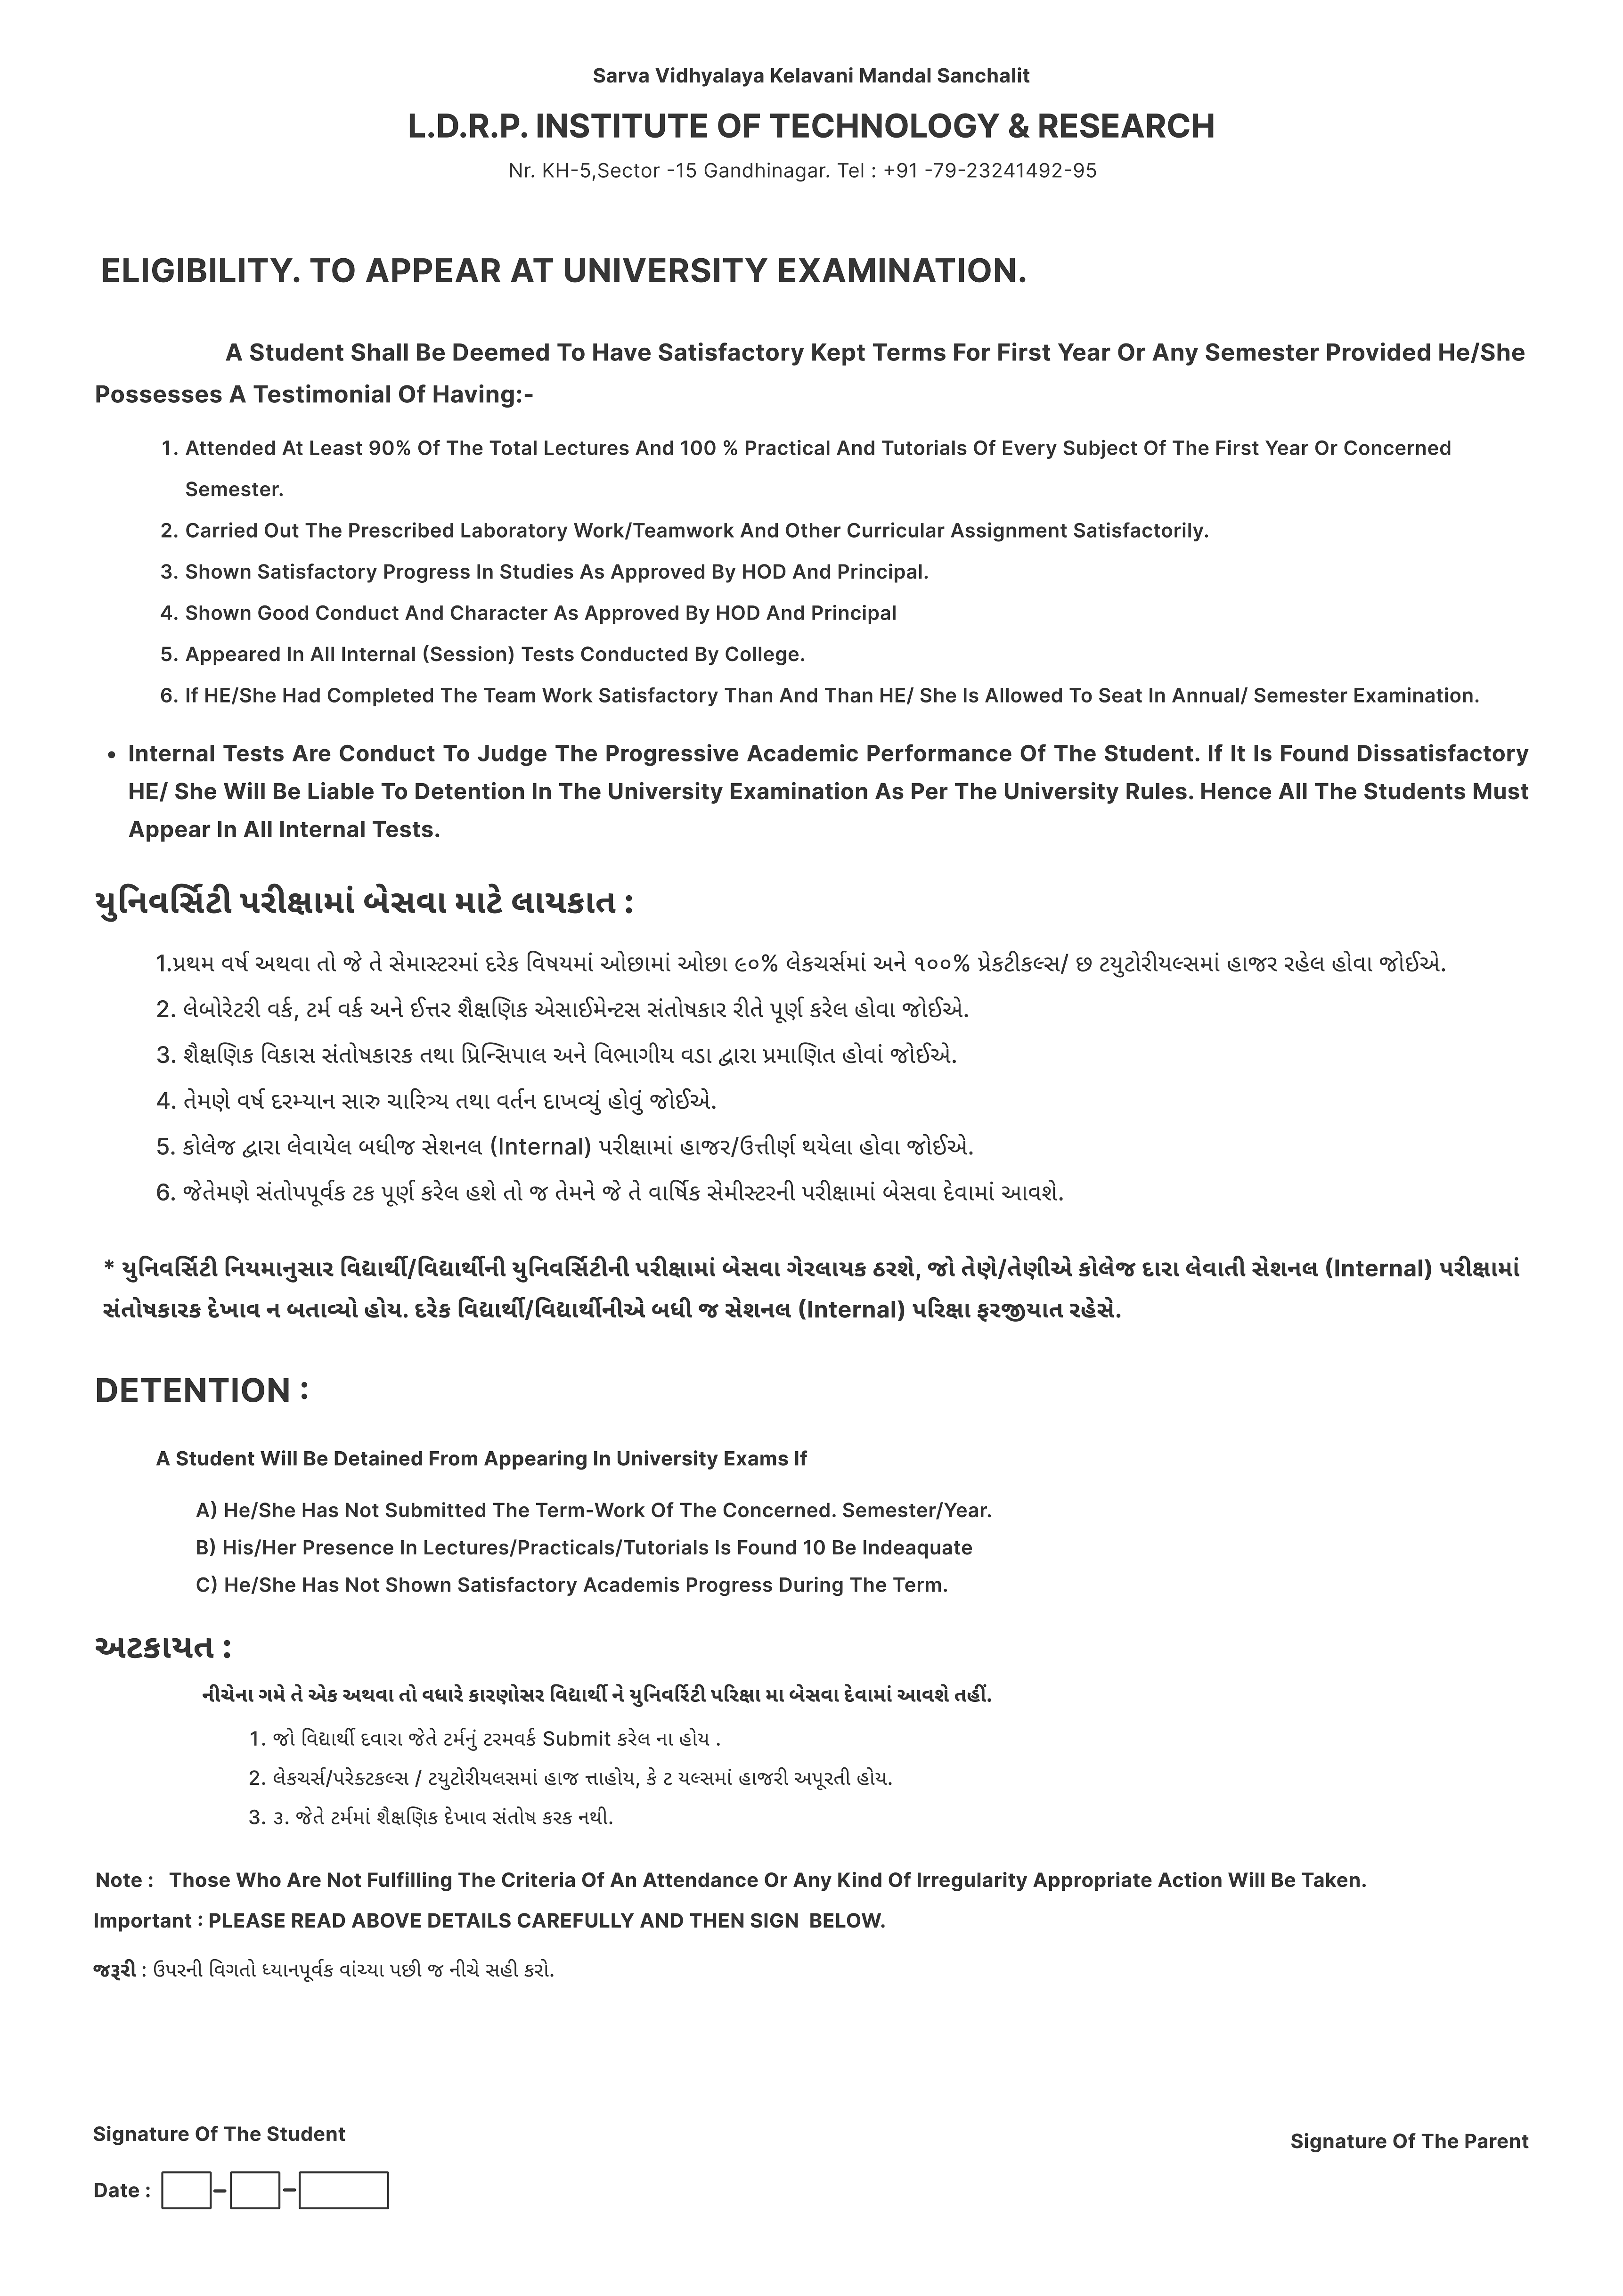 Sarva Vidhyalaya Kelavani Mandal Sanchalit
L.D.R.P. INSTITUTE OF TECHNOLOGY & RESEARCH
Nr. KH-5,Sector -15 Gandhinagar. Tel : +91 -79-23241492-95
ELIGIBILITY. TO APPEAR AT UNIVERSITY EXAMINATION.
A Student Shall Be Deemed To Have Satisfactory Kept Terms For First Year Or Any Semester Provided He/She
Possesses A Testimonial Of Having:-
1. Attended At Least 90% Of The Total Lectures And 100 % Practical And Tutorials Of Every Subject Of The First Year Or Concerned
Semester.
2. Carried Out The Prescribed Laboratory Work/Teamwork And Other Curricular Assignment Satisfactorily.
3. Shown Satisfactory Progress In Studies As Approved By HOD And Principal.
4. Shown Good Conduct And Character As Approved By HOD And Principal
5. Appeared In All Internal (Session) Tests Conducted By College.
6. If HE/She Had Completed The Team Work Satisfactory Than And Than HE/ She Is Allowed To Seat In Annual/ Semester Examination.
• Internal Tests Are Conduct To Judge The Progressive Academic Performance Of The Student. If It Is Found Dissatisfactory
HE/ She Will Be Liable To Detention In The University Examination As Per The University Rules. Hence All The Students Must
Appear In All Internal Tests.
યુનિવર્સિટી પરીક્ષામાં બેસવા માટે લાયકાત :
1.પ્રથમ વર્ષ અથવા તો જે તે સેમાસ્ટરમાં દરેક વિષયમાં ઓછામાં ઓછા ૯૦% લેકચર્સમાં અને ૧૦૦% પ્રેકટીકલ્સ/ છ ટયુટોરીયલ્સમાં હાજર રહેલ હોવા જોઈએ.
2. લેબોરેટરી વર્ક, ટર્મ વર્ક અને ઈત્તર શૈક્ષણિક એસાઈમેન્ટસ સંતોષકાર રીતે પૂર્ણ કરેલ હોવા જોઈએ.
3. શૈક્ષણિક વિકાસ સંતોષકારક તથા પ્રિન્સિપાલ અને વિભાગીય વડા દ્વારા પ્રમાણિત હોવાં જોઈએ.
4. તેમણે વર્ષ દરમ્યાન સારુ ચારિત્ર્ય તથા વર્તન દાખવ્યું હોવું જોઈએ.
5. કોલેજ દ્વારા લેવાયેલ બધીજ સેશનલ (Internal) પરીક્ષામાં હાજર/ઉત્તીર્ણ થયેલા હોવા જોઈએ.
6. જેતેમણે સંતોપપૂર્વક ટક પૂર્ણ કરેલ હશે તો જ તેમને જે તે વાર્ષિક સેમીસ્ટરની પરીક્ષામાં બેસવા દેવામાં આવશે.
* યુનિવર્સિટી નિયમાનુસાર વિદ્યાર્થી/વિદ્યાર્થીની યુનિવર્સિટીની પરીક્ષામાં બેસવા ગેરલાયક ઠરશે, જો તેણે/તેણીએ કોલેજ દારા લેવાતી સેશનલ (Internal) પરીક્ષામાં
સંતોષકારક દેખાવ ન બતાવ્યો હોય. દરેક વિદ્યાર્થી/વિદ્યાર્થીનીએ બધી જ સેશનલ (Internal) પરિક્ષા ફરજીયાત રહેસે.
DETENTION :
A Student Will Be Detained From Appearing In University Exams If
A) He/She Has Not Submitted The Term-Work Of The Concerned. Semester/Year.
B) His/Her Presence In Lectures/Practicals/Tutorials Is Found 10 Be Indeaquate
C) He/She Has Not Shown Satisfactory Academis Progress During The Term.
અટકાયત :
નીચેના ગમે તે એક અથવા તો વધારે કારણોસર વિદ્યાર્થી ને યુનિવર્રિટી પરિક્ષા મા બેસવા દેવામાં આવશે તહીં.
1. જો વિદ્યાર્થી દવારા જેતે ટર્મનું ટરમવર્ક Submit કરેલ ના હોય .
2. લેકચર્સ/પરેક્ટકલ્સ / ટયુટોરીયલસમાં હાજ ત્તાહોય, કે ટ યલ્સમાં હાજરી અપૂરતી હોય.
3. ૩. જેતે ટર્મમાં શૈક્ષણિક દેખાવ સંતોષ કરક નથી.
Note : Those Who Are Not Fulfilling The Criteria Of An Attendance Or Any Kind Of Irregularity Appropriate Action Will Be Taken.
Important : PLEASE READ ABOVE DETAILS CAREFULLY AND THEN SIGN BELOW.
જરૂરી : ઉપરની વિગતો ધ્યાનપૂર્વક વાંચ્યા પછી જ નીચે સહી કરો.
Signature Of The Student
Signature Of The Parent
Date :  –  –